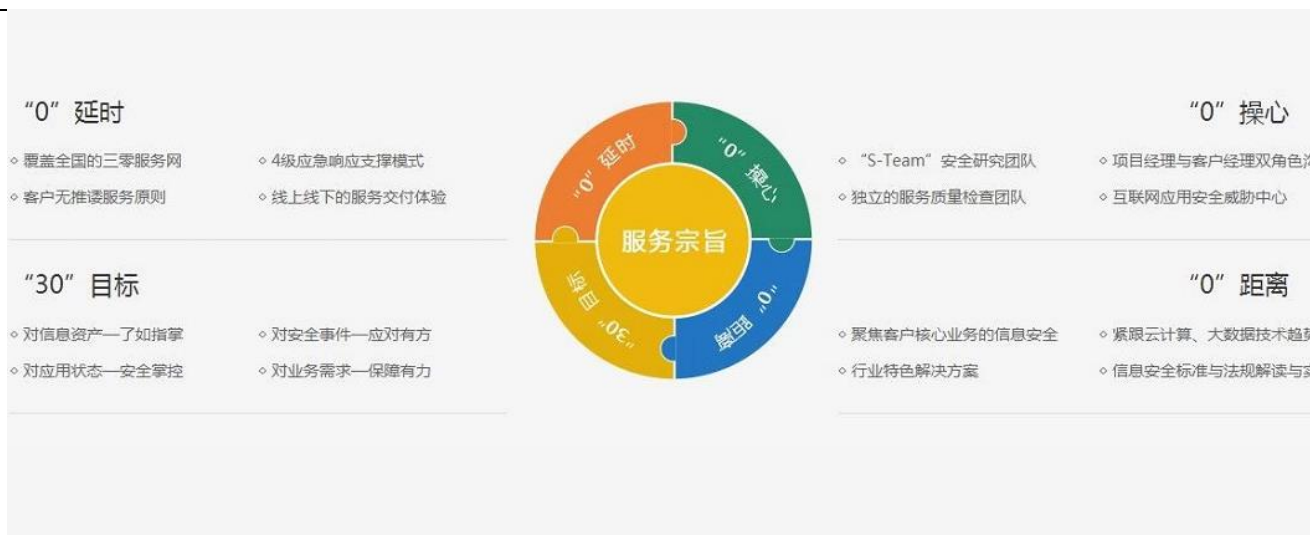 “0” 延时
◇ 覆盖全国的三零服务网
◇ 4级应急响应支撑模式
◇ 客户无推诿服务原则
◇ 线上线下的服务交付体验
“30” 目标
◇ 对信息资产—了如指掌
◇ 对安全事件—应对有方
◇ 对应用状态—安全掌控
◇ 对业务需求—保障有力
“0” 延时
“0” 操心
服务宗旨
“30” 目标
“0” 距离
“0” 操心
◇ “S-Team” 安全研究团队
◇ 项目经理与客户经理双角色
◇ 独立的服务质量检查团队
◇ 互联网应用安全威胁中心
“0” 距离
◇ 聚焦客户核心业务的信息安全
◇ 紧跟云计算、大数据技术趋
◇ 行业特色解决方案
◇ 信息安全标准与法规解读与